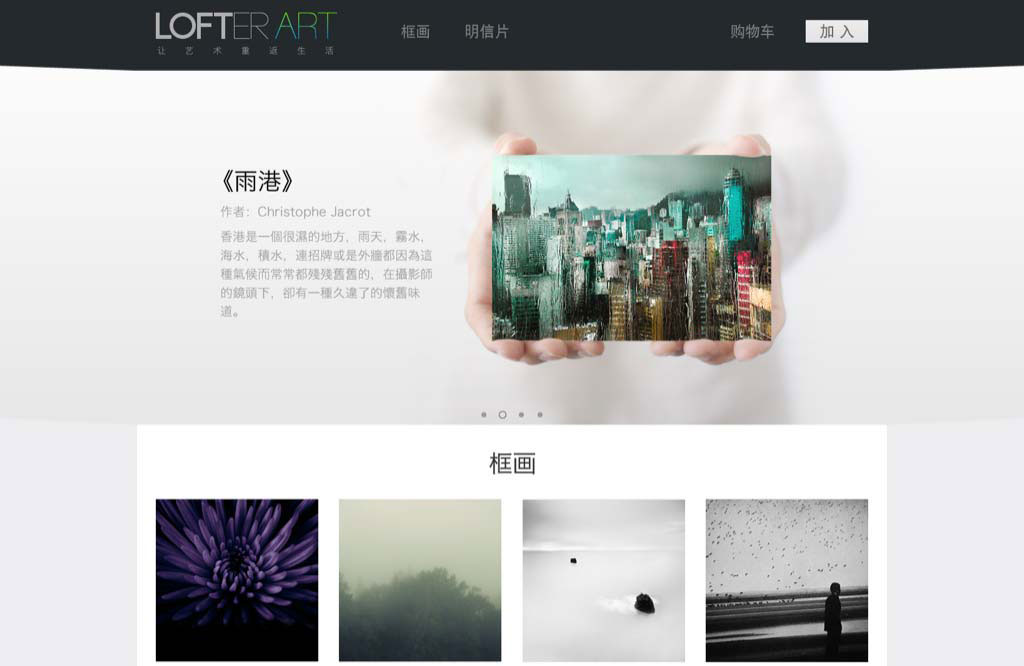 LOFTER ART
让艺术重返生活
框画 明信片 购物车 加入
《雨港》
作者：Christophe Jacrot
香港是一個很濕的地方，雨天，霧水，
海水，積水，連招牌或是外牆都因為這
種氣候而常常都殘殘舊舊的，在攝影師
的鏡頭下，卻有一種久違了的懷舊味
道。
框画